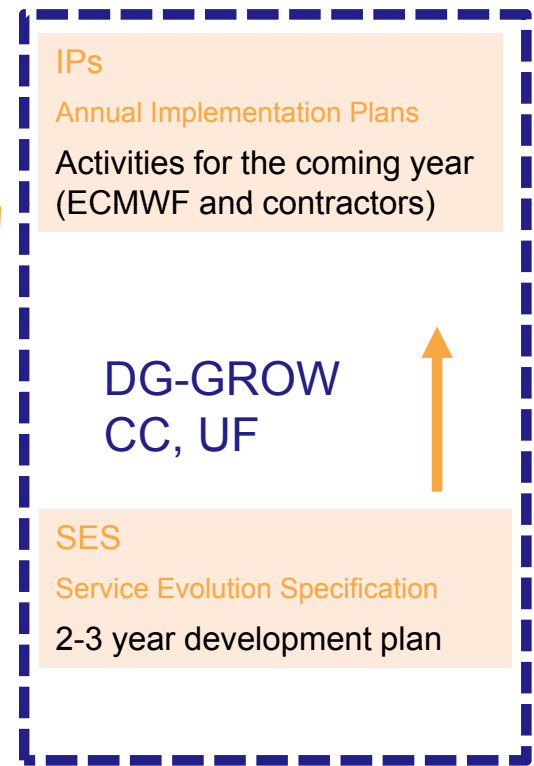 IPs
Annual Implementation Plans
Activities for the coming year
(ECMWF and contractors)
DG-GROW
CC, UF
SES
Service Evolution Specification
2-3 year development plan